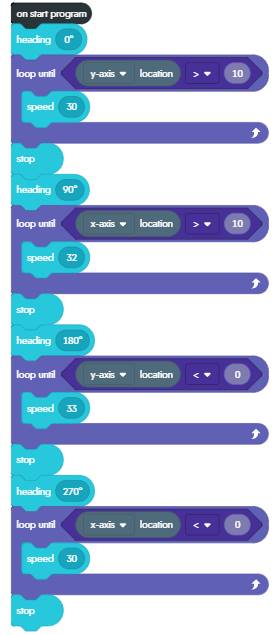 on start program
heading 0°
loop until y-axis location > 10
speed 30
stop
heading 90°
loop until x-axis location > 10
speed 32
stop
heading 180°
loop until y-axis location < 0
speed 33
stop
heading 270°
loop until x-axis location < 0
speed 30
stop